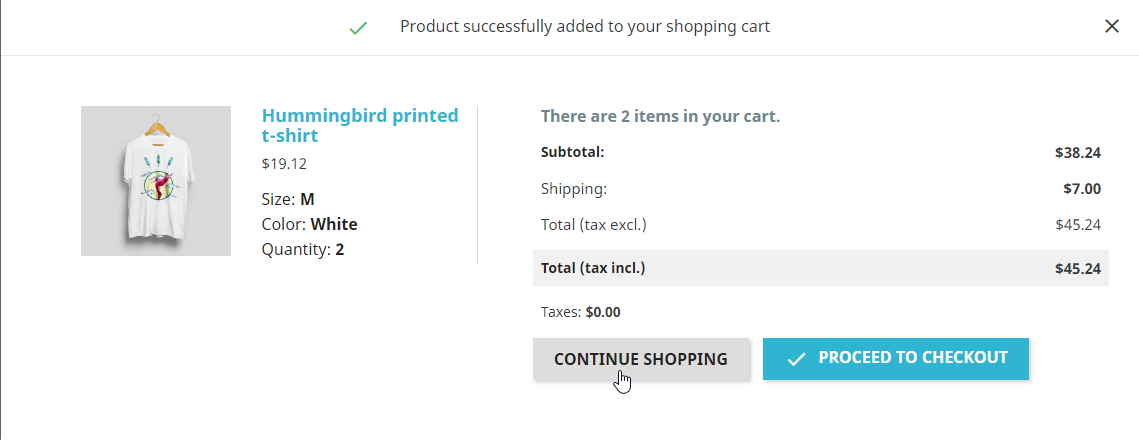 Product successfully added to your shopping cart
Hummingbird printed
t-shirt
$19.12
Size: M
Color: White
Quantity: 2
There are 2 items in your cart.
Subtotal: $38.24
Shipping: $7.00
Total (tax excl.) $45.24
Total (tax incl.) $45.24
Taxes: $0.00
CONTINUE SHOPPING
PROCEED TO CHECKOUT